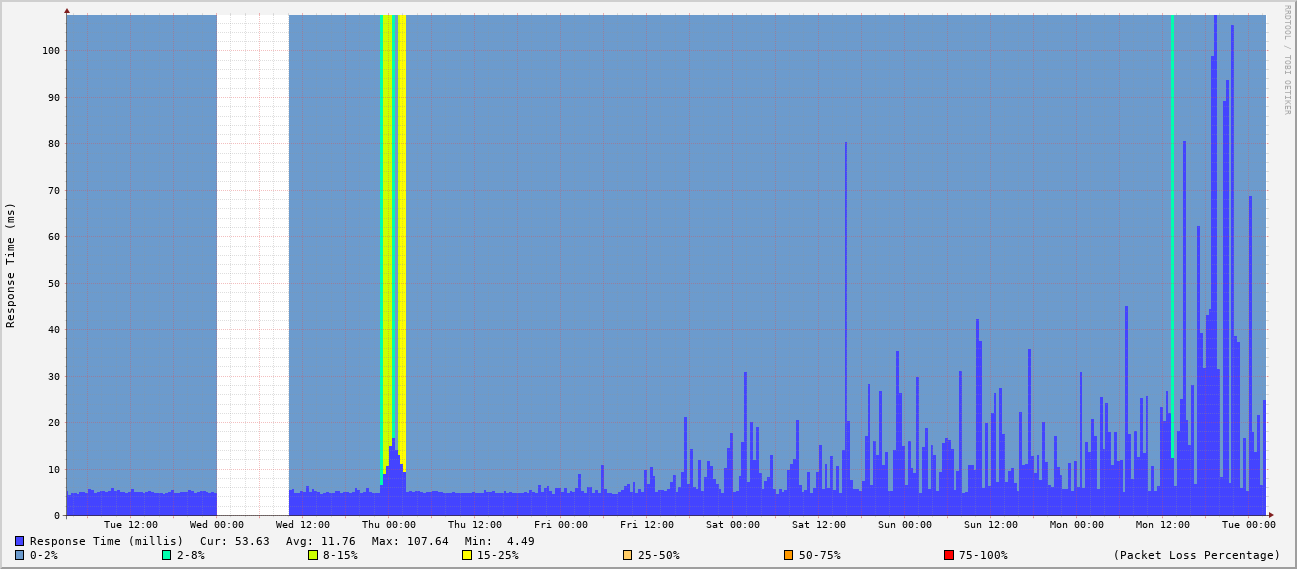 RRDTOOL / TOBI OETIKER
Response Time (ms)
100
90
80
70
60
50
40
30
20
10
0
Tue 12:00 Wed 00:00 Wed 12:00 Thu 00:00 Thu 12:00 Fri 00:00 Fri 12:00 Sat 00:00 Sat 12:00 Sun 00:00 Sun 12:00 Mon 00:00 Mon 12:00 Tue 00:00
Response Time (millis) Cur: 53.63 Avg: 11.76 Max: 107.64 Min: 4.49
0-2% 2-8% 8-15% 15-25% 25-50% 50-75% 75-100% (Packet Loss Percentage)